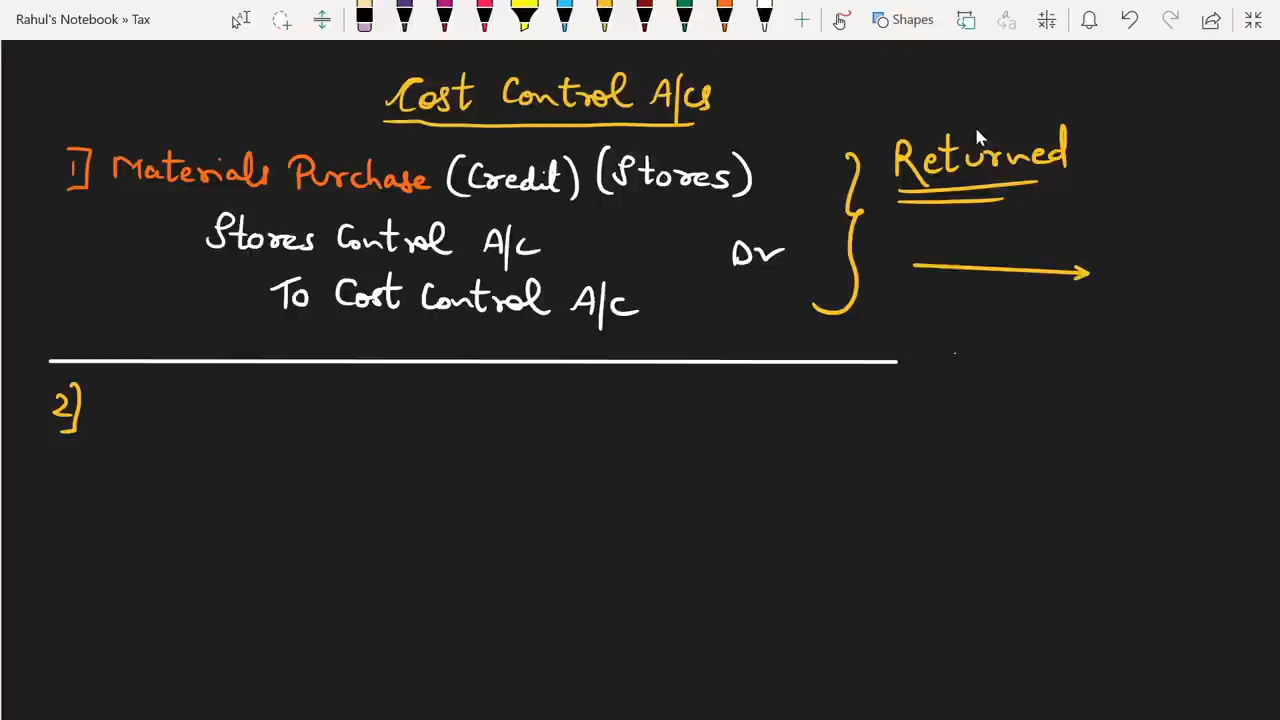 Rahul's Notebook » Tax
Shapes
Cost Control A/cs
1] Materials Purchase (Credit) (Stores)
Stores Control A/c Dr
To Cost Control A/c
Returned
2]